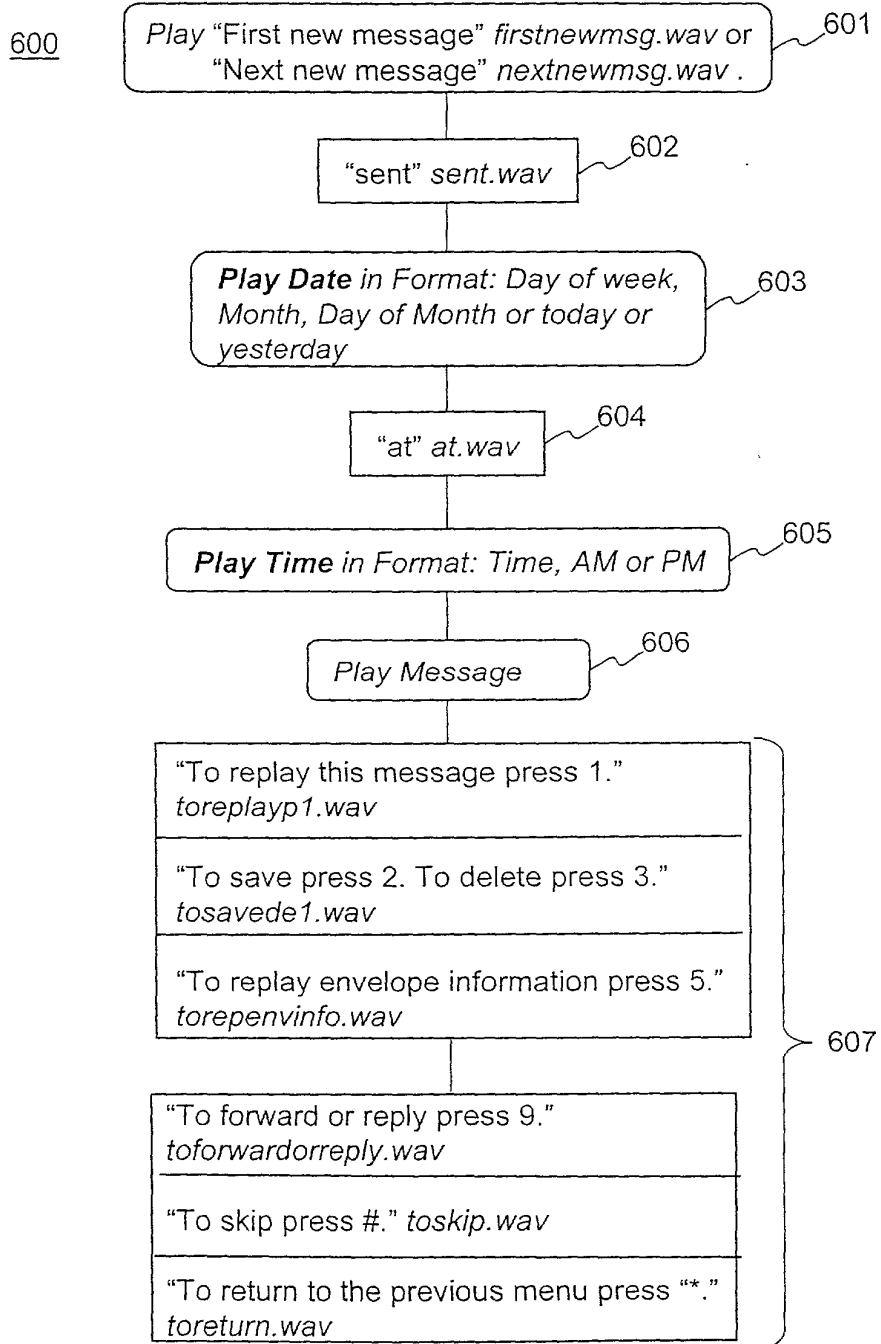 600
Play “First new message” firstnewmsg.wav or
“Next new message” nextnewmsg.wav .
601
“sent” sent.wav
602
Play Date in Format: Day of week,
Month, Day of Month or today or
yesterday
603
“at” at.wav
604
Play Time in Format: Time, AM or PM
605
Play Message
606
“To replay this message press 1.”
toreplayp1.wav
“To save press 2. To delete press 3.”
tosavede1.wav
“To replay envelope information press 5.”
torepenvinfo.wav
607
“To forward or reply press 9.”
toforwardorreply.wav
“To skip press #.” toskip.wav
“To return to the previous menu press “*.”
toreturn.wav